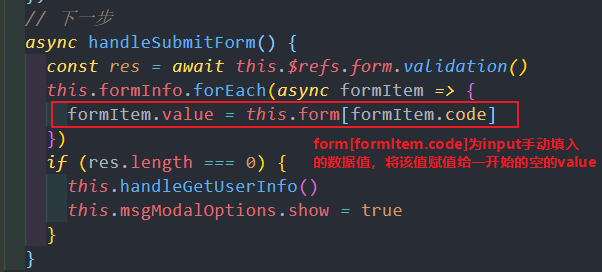 })
// 下一步
async handleSubmitForm() {
const res = await this.$refs.form.validation()
this.formInfo.forEach(async formItem => {
formItem.value = this.form[formItem.code]
})
form[formItem.code]为input手动填入
的数据值，将该值赋值给一开始的空的value
if (res.length === 0) {
this.handleGetUserInfo()
this.msgModalOptions.show = true
}
}